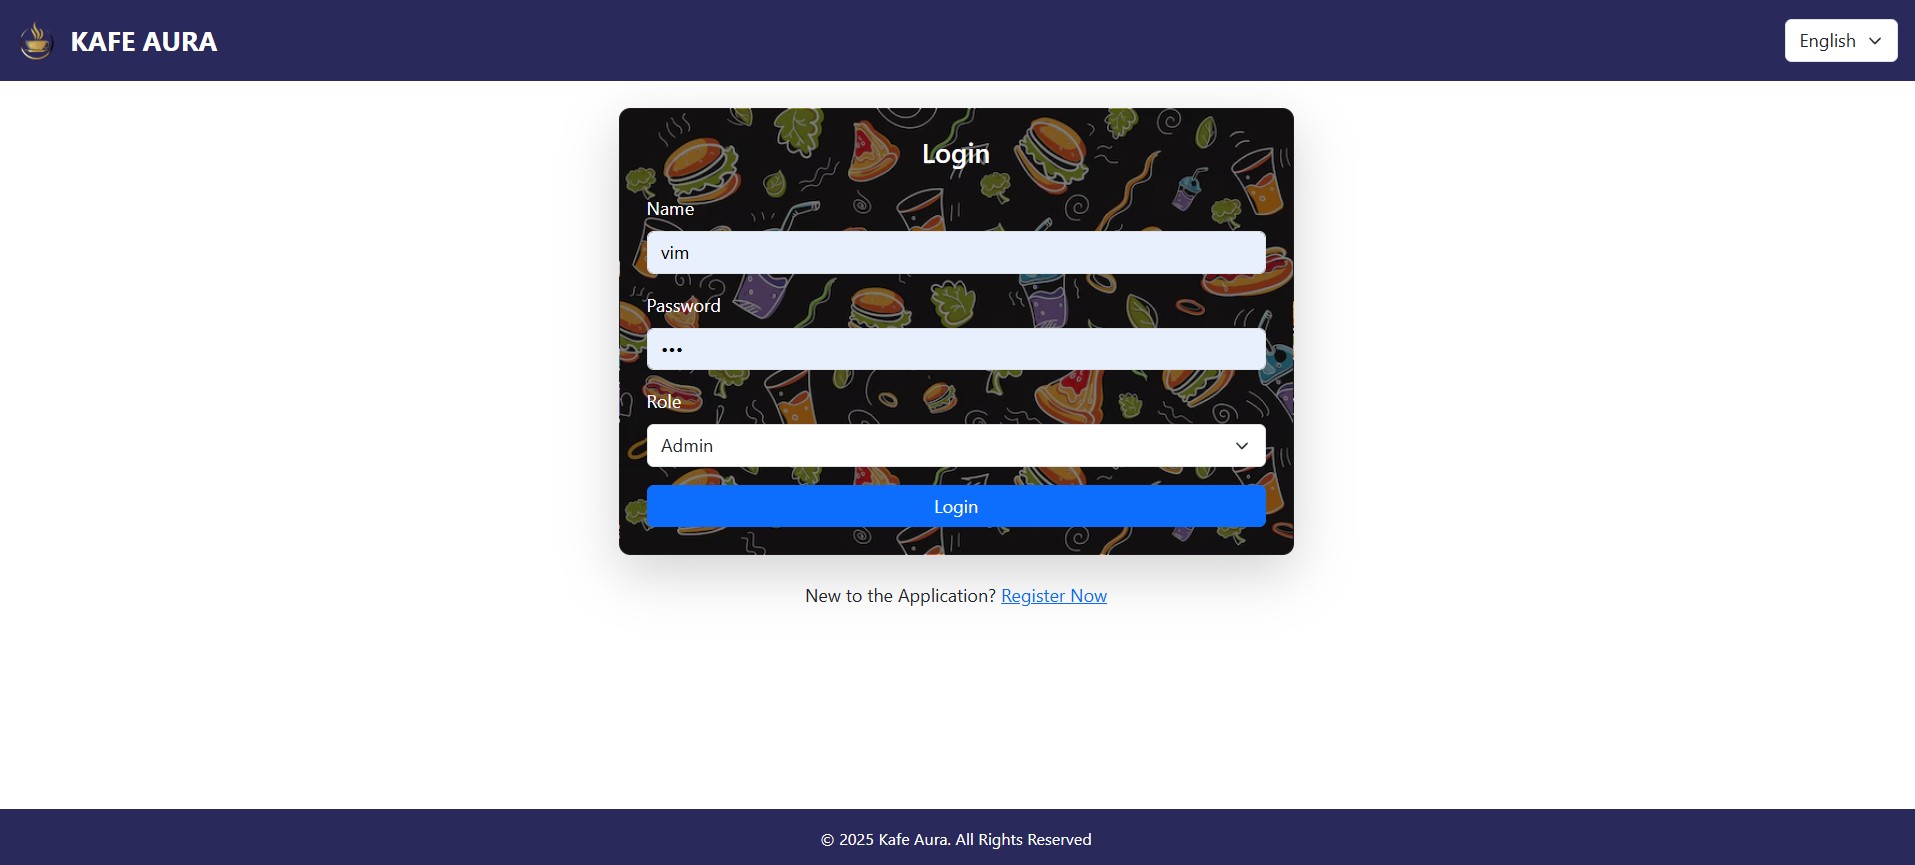 KAFE AURA
English
Login
Name
vim
Password
•••
Role
Admin
Login
New to the Application? Register Now
© 2025 Kafe Aura. All Rights Reserved